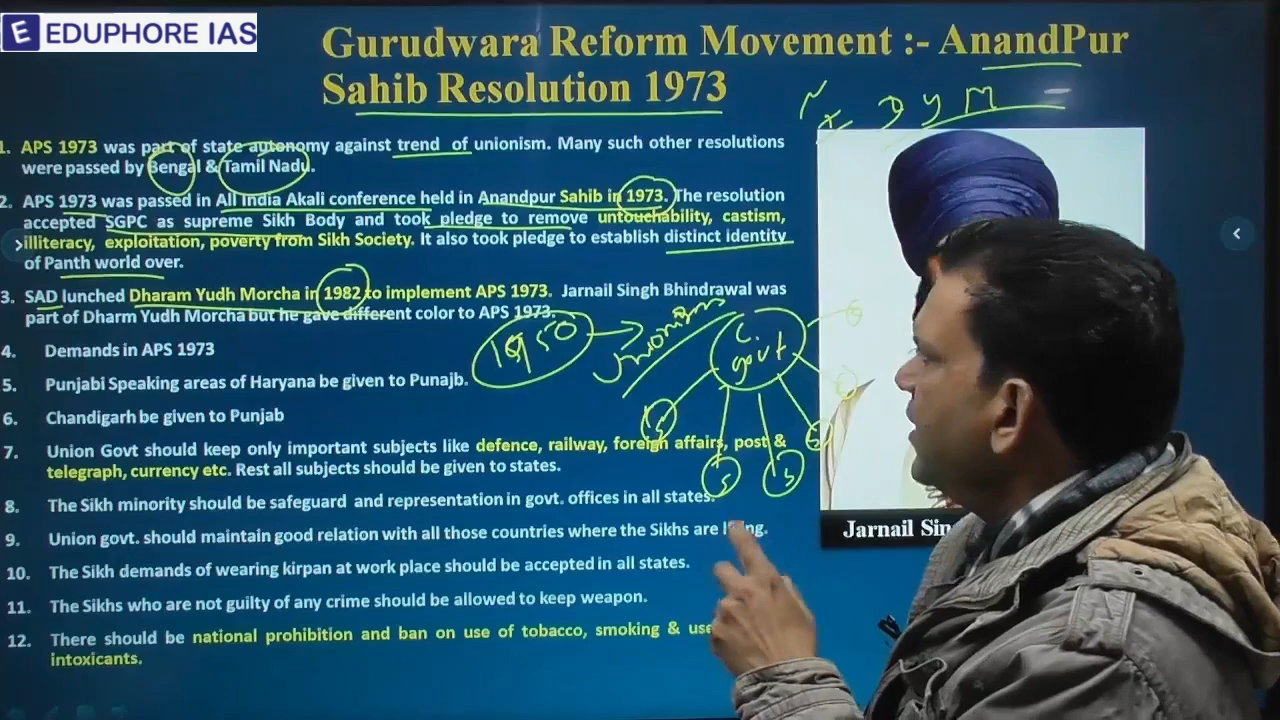 E EDUPHORE IAS
Gurudwara Reform Movement :- AnandPur
Sahib Resolution 1973
DYM
1. APS 1973 was part of state autonomy against trend of unionism. Many such other resolutions
were passed by Bengal & Tamil Nadu.
2. APS 1973 was passed in All India Akali conference held in Anandpur Sahib in 1973. The resolution
accepted SGPC as supreme Sikh Body and took pledge to remove untouchability, castism,
illiteracy, exploitation, poverty from Sikh Society. It also took pledge to establish distinct identity
of Panth world over.
3. SAD lunched Dharam Yudh Morcha in 1982 to implement APS 1973. Jarnail Singh Bhindrawal was
part of Dharm Yudh Morcha but he gave different color to APS 1973.
1950
C. govt
S S S S
4. Demands in APS 1973
5. Punjabi Speaking areas of Haryana be given to Punajb.
6. Chandigarh be given to Punjab
7. Union Govt should keep only important subjects like defence, railway, foreign affairs, post &
telegraph, currency etc. Rest all subjects should be given to states.
8. The Sikh minority should be safeguard and representation in govt. offices in all states.
9. Union govt. should maintain good relation with all those countries where the Sikhs are living.
10. The Sikh demands of wearing kirpan at work place should be accepted in all states.
11. The Sikhs who are not guilty of any crime should be allowed to keep weapon.
12. There should be national prohibition and ban on use of tobacco, smoking & use
intoxicants.
Jarnail Sin